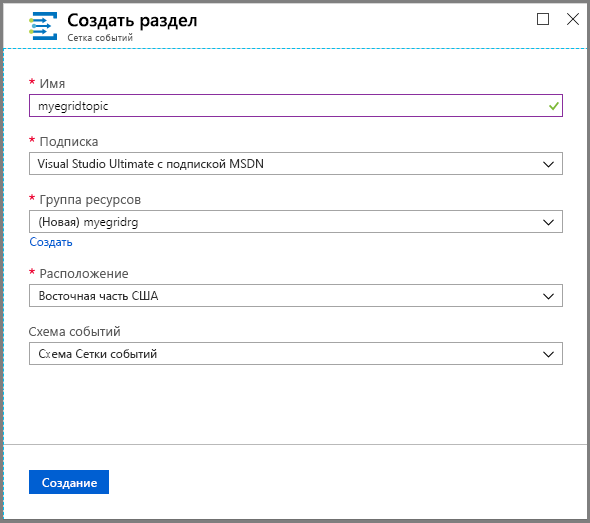 Создать раздел
Сетка событий
* Имя
myegridtopic
* Подписка
Visual Studio Ultimate с подпиской MSDN
* Группа ресурсов
(Новая) myegridrg
Создать
* Расположение
Восточная часть США
Схема событий
Схема Сетки событий
Создание